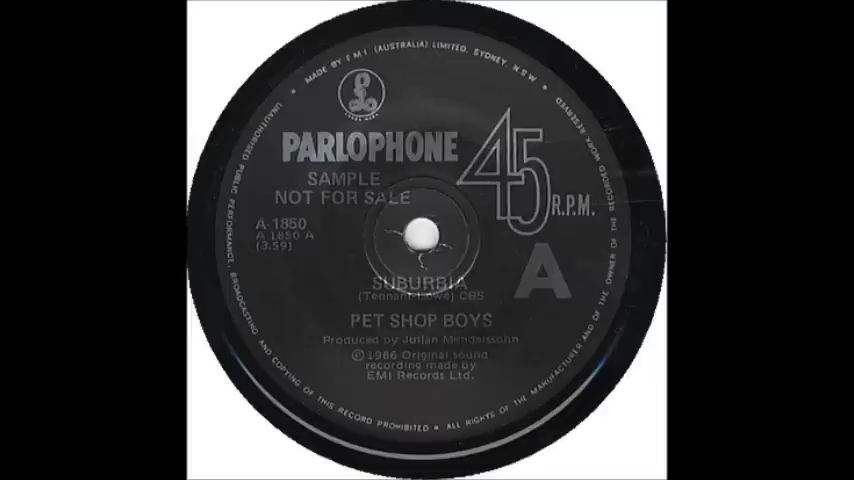 MADE BY E M I (AUSTRALIA) LIMITED, SYDNEY, N.S.W.
PARLOPHONE
45
R.P.M.
SAMPLE
NOT FOR SALE
A-1850
A 1850 A
(3.59)
A
SUBURBIA
(Tennant-Lowe) CBS
PET SHOP BOYS
Produced by Julian Mendelssohn
℗ 1986 Original sound
recording made by
EMI Records Ltd.
UNAUTHORISED PUBLIC PERFORMANCE, BROADCASTING AND COPYING OF THIS RECORD PROHIBITED • ALL RIGHTS OF THE MANUFACTURER AND OF THE OWNER OF THE RECORDED WORK RESERVED